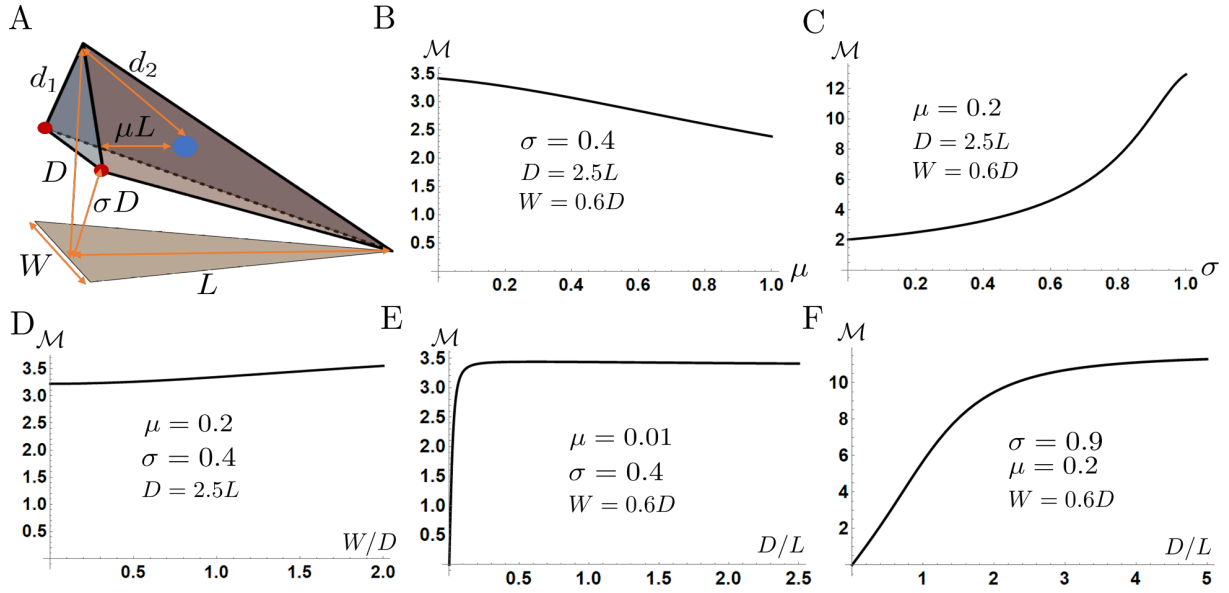 A
d₁
d₂
μL
D
σD
W
L
B
ℳ
3.5
3.0
2.5
2.0
1.5
1.0
0.5
σ = 0.4
D = 2.5L
W = 0.6D
0.2 0.4 0.6 0.8 1.0 μ
C
ℳ
12
10
8
6
4
2
μ = 0.2
D = 2.5L
W = 0.6D
0.2 0.4 0.6 0.8 1.0 σ
D
ℳ
3.5
3.0
2.5
2.0
1.5
1.0
0.5
μ = 0.2
σ = 0.4
D = 2.5L
W/D
0.5 1.0 1.5 2.0
E
ℳ
3.5
3.0
2.5
2.0
1.5
1.0
0.5
μ = 0.01
σ = 0.4
W = 0.6D
D/L
0.5 1.0 1.5 2.0 2.5
F
ℳ
10
8
6
4
2
σ = 0.9
μ = 0.2
W = 0.6D
D/L
1 2 3 4 5